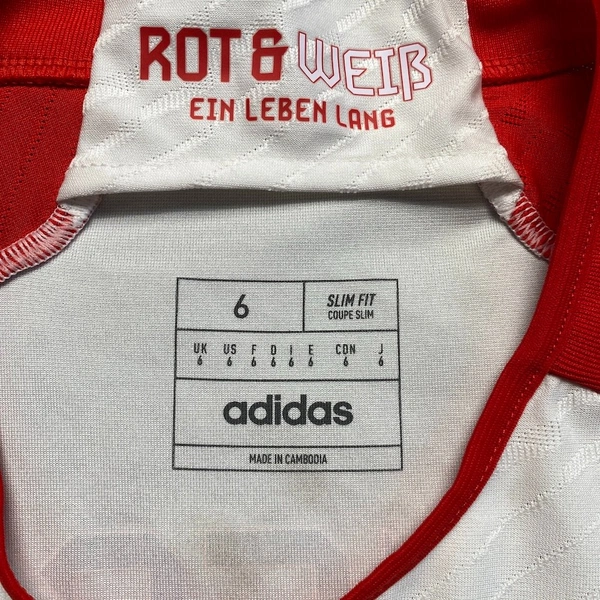 ROT & WEIß
EIN LEBEN LANG
6
SLIM FIT
COUPE SLIM
UK US F D I E CDN J
6 6 6 6 6 6 6 6
adidas
MADE IN CAMBODIA